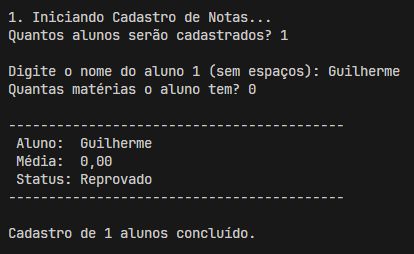 1. Iniciando Cadastro de Notas...
Quantos alunos serão cadastrados? 1
Digite o nome do aluno 1 (sem espaços): Guilherme
Quantas matérias o aluno tem? 0
-----------------------------------------
Aluno:  Guilherme
Média:  0,00
Status: Reprovado
-----------------------------------------
Cadastro de 1 alunos concluído.